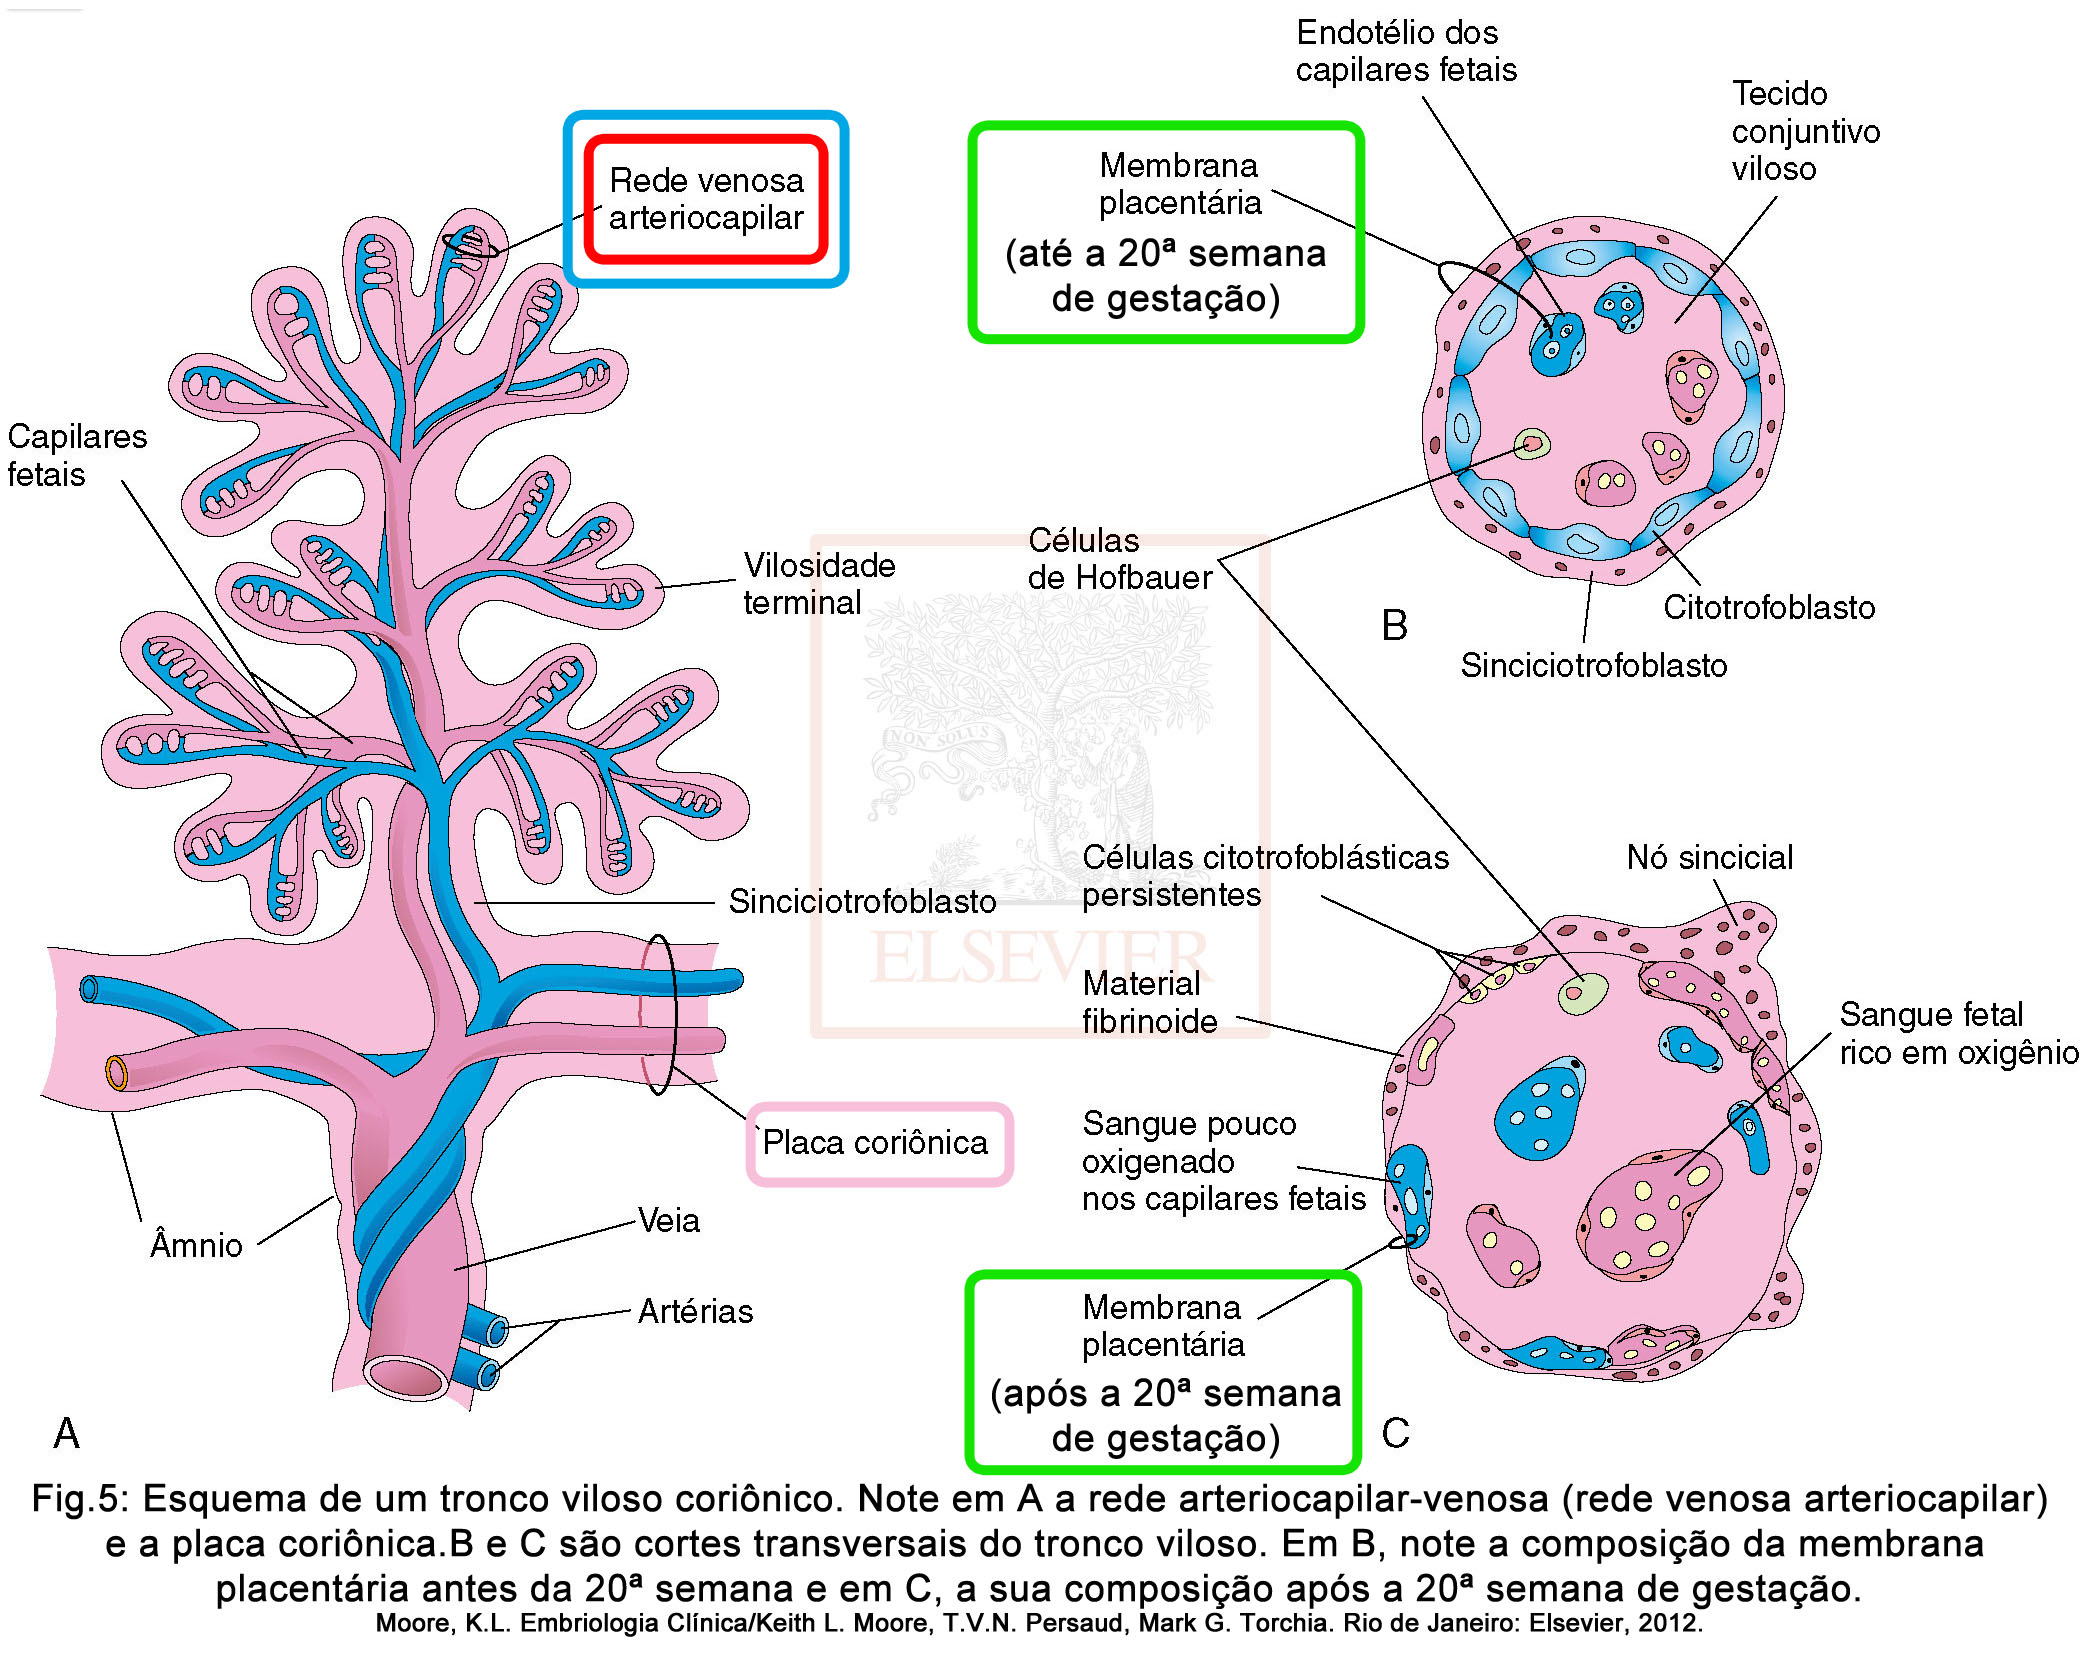 Endotélio dos
capilares fetais
Tecido
conjuntivo
viloso
Rede venosa
arteriocapilar
Membrana
placentária
(até a 20ª semana
de gestação)
Capilares
fetais
Vilosidade
terminal
Células
de Hofbauer
Citotrofoblasto
B
Sinciciotrofoblasto
NON SOLUS
Células citotrofoblásticas
persistentes
Nó sincicial
Sinciciotrofoblasto
ELSEVIER
Material
fibrinoide
Sangue fetal
rico em oxigênio
Placa coriônica
Sangue pouco
oxigenado
nos capilares fetais
Âmnio
Veia
Artérias
Membrana
placentária
(após a 20ª semana
de gestação)
A
C
Fig.5: Esquema de um tronco viloso coriônico. Note em A a rede arteriocapilar-venosa (rede venosa arteriocapilar)
e a placa coriônica.B e C são cortes transversais do tronco viloso. Em B, note a composição da membrana
placentária antes da 20ª semana e em C, a sua composição após a 20ª semana de gestação.
Moore, K.L. Embriologia Clínica/Keith L. Moore, T.V.N. Persaud, Mark G. Torchia. Rio de Janeiro: Elsevier, 2012.